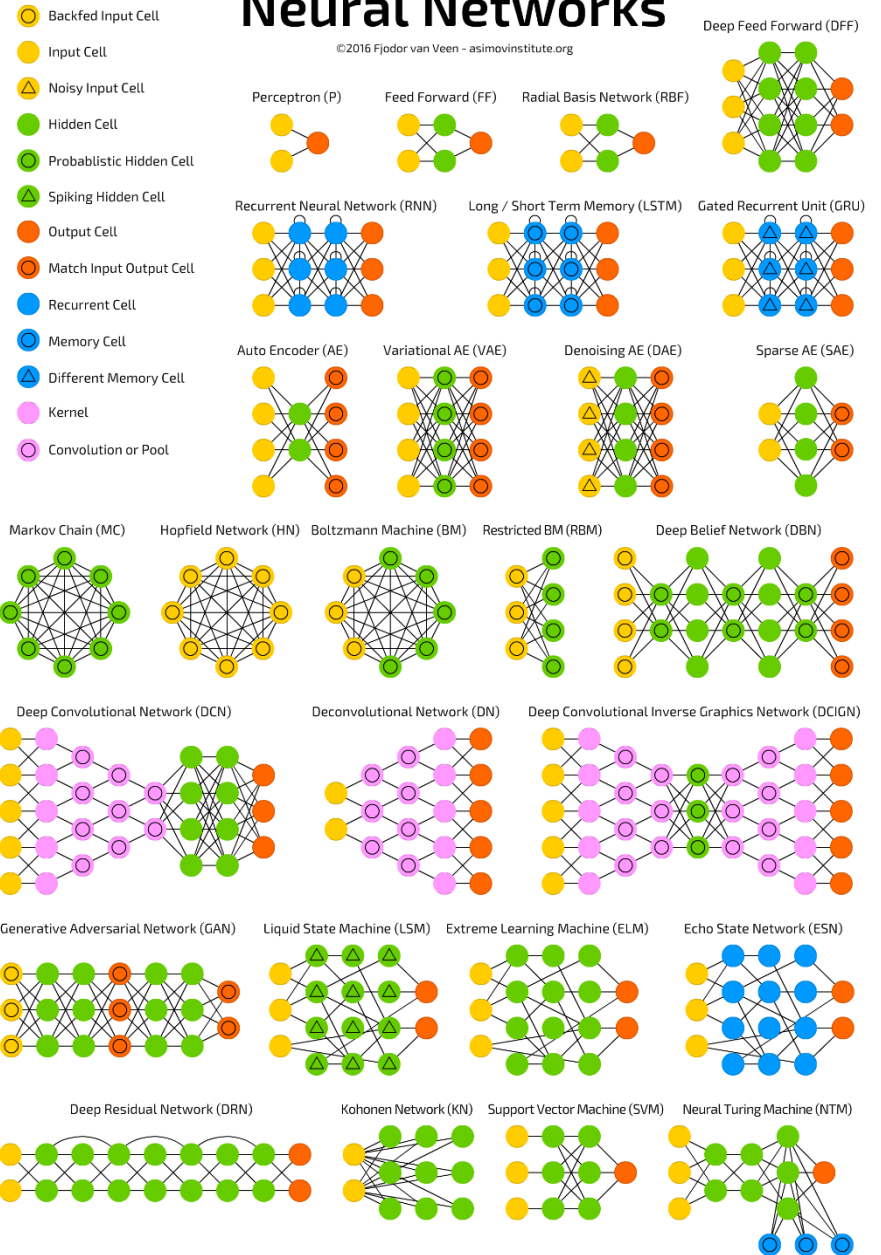 Neural Networks
©2016 Fjodor van Veen - asimovinstitute.org
Backfed Input Cell
Input Cell
Noisy Input Cell
Hidden Cell
Probablistic Hidden Cell
Spiking Hidden Cell
Output Cell
Match Input Output Cell
Recurrent Cell
Memory Cell
Different Memory Cell
Kernel
Convolution or Pool
Deep Feed Forward (DFF)
Perceptron (P)
Feed Forward (FF)
Radial Basis Network (RBF)
Recurrent Neural Network (RNN)
Long / Short Term Memory (LSTM)
Gated Recurrent Unit (GRU)
Auto Encoder (AE)
Variational AE (VAE)
Denoising AE (DAE)
Sparse AE (SAE)
Markov Chain (MC)
Hopfield Network (HN)
Boltzmann Machine (BM)
Restricted BM (RBM)
Deep Belief Network (DBN)
Deep Convolutional Network (DCN)
Deconvolutional Network (DN)
Deep Convolutional Inverse Graphics Network (DCIGN)
Generative Adversarial Network (GAN)
Liquid State Machine (LSM)
Extreme Learning Machine (ELM)
Echo State Network (ESN)
Deep Residual Network (DRN)
Kohonen Network (KN)
Support Vector Machine (SVM)
Neural Turing Machine (NTM)